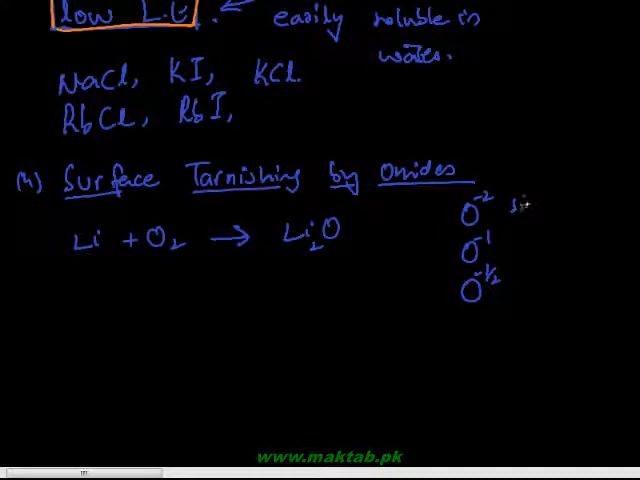 low L.E. ← easily soluble in
water.
NaCl, KI, KCl.
RbCl, RbI,
(4) Surface Tarnishing by Oxides
Li + O₂ → Li₂O
O⁻²
O⁻¹
O⁻¹/²
www.maktab.pk